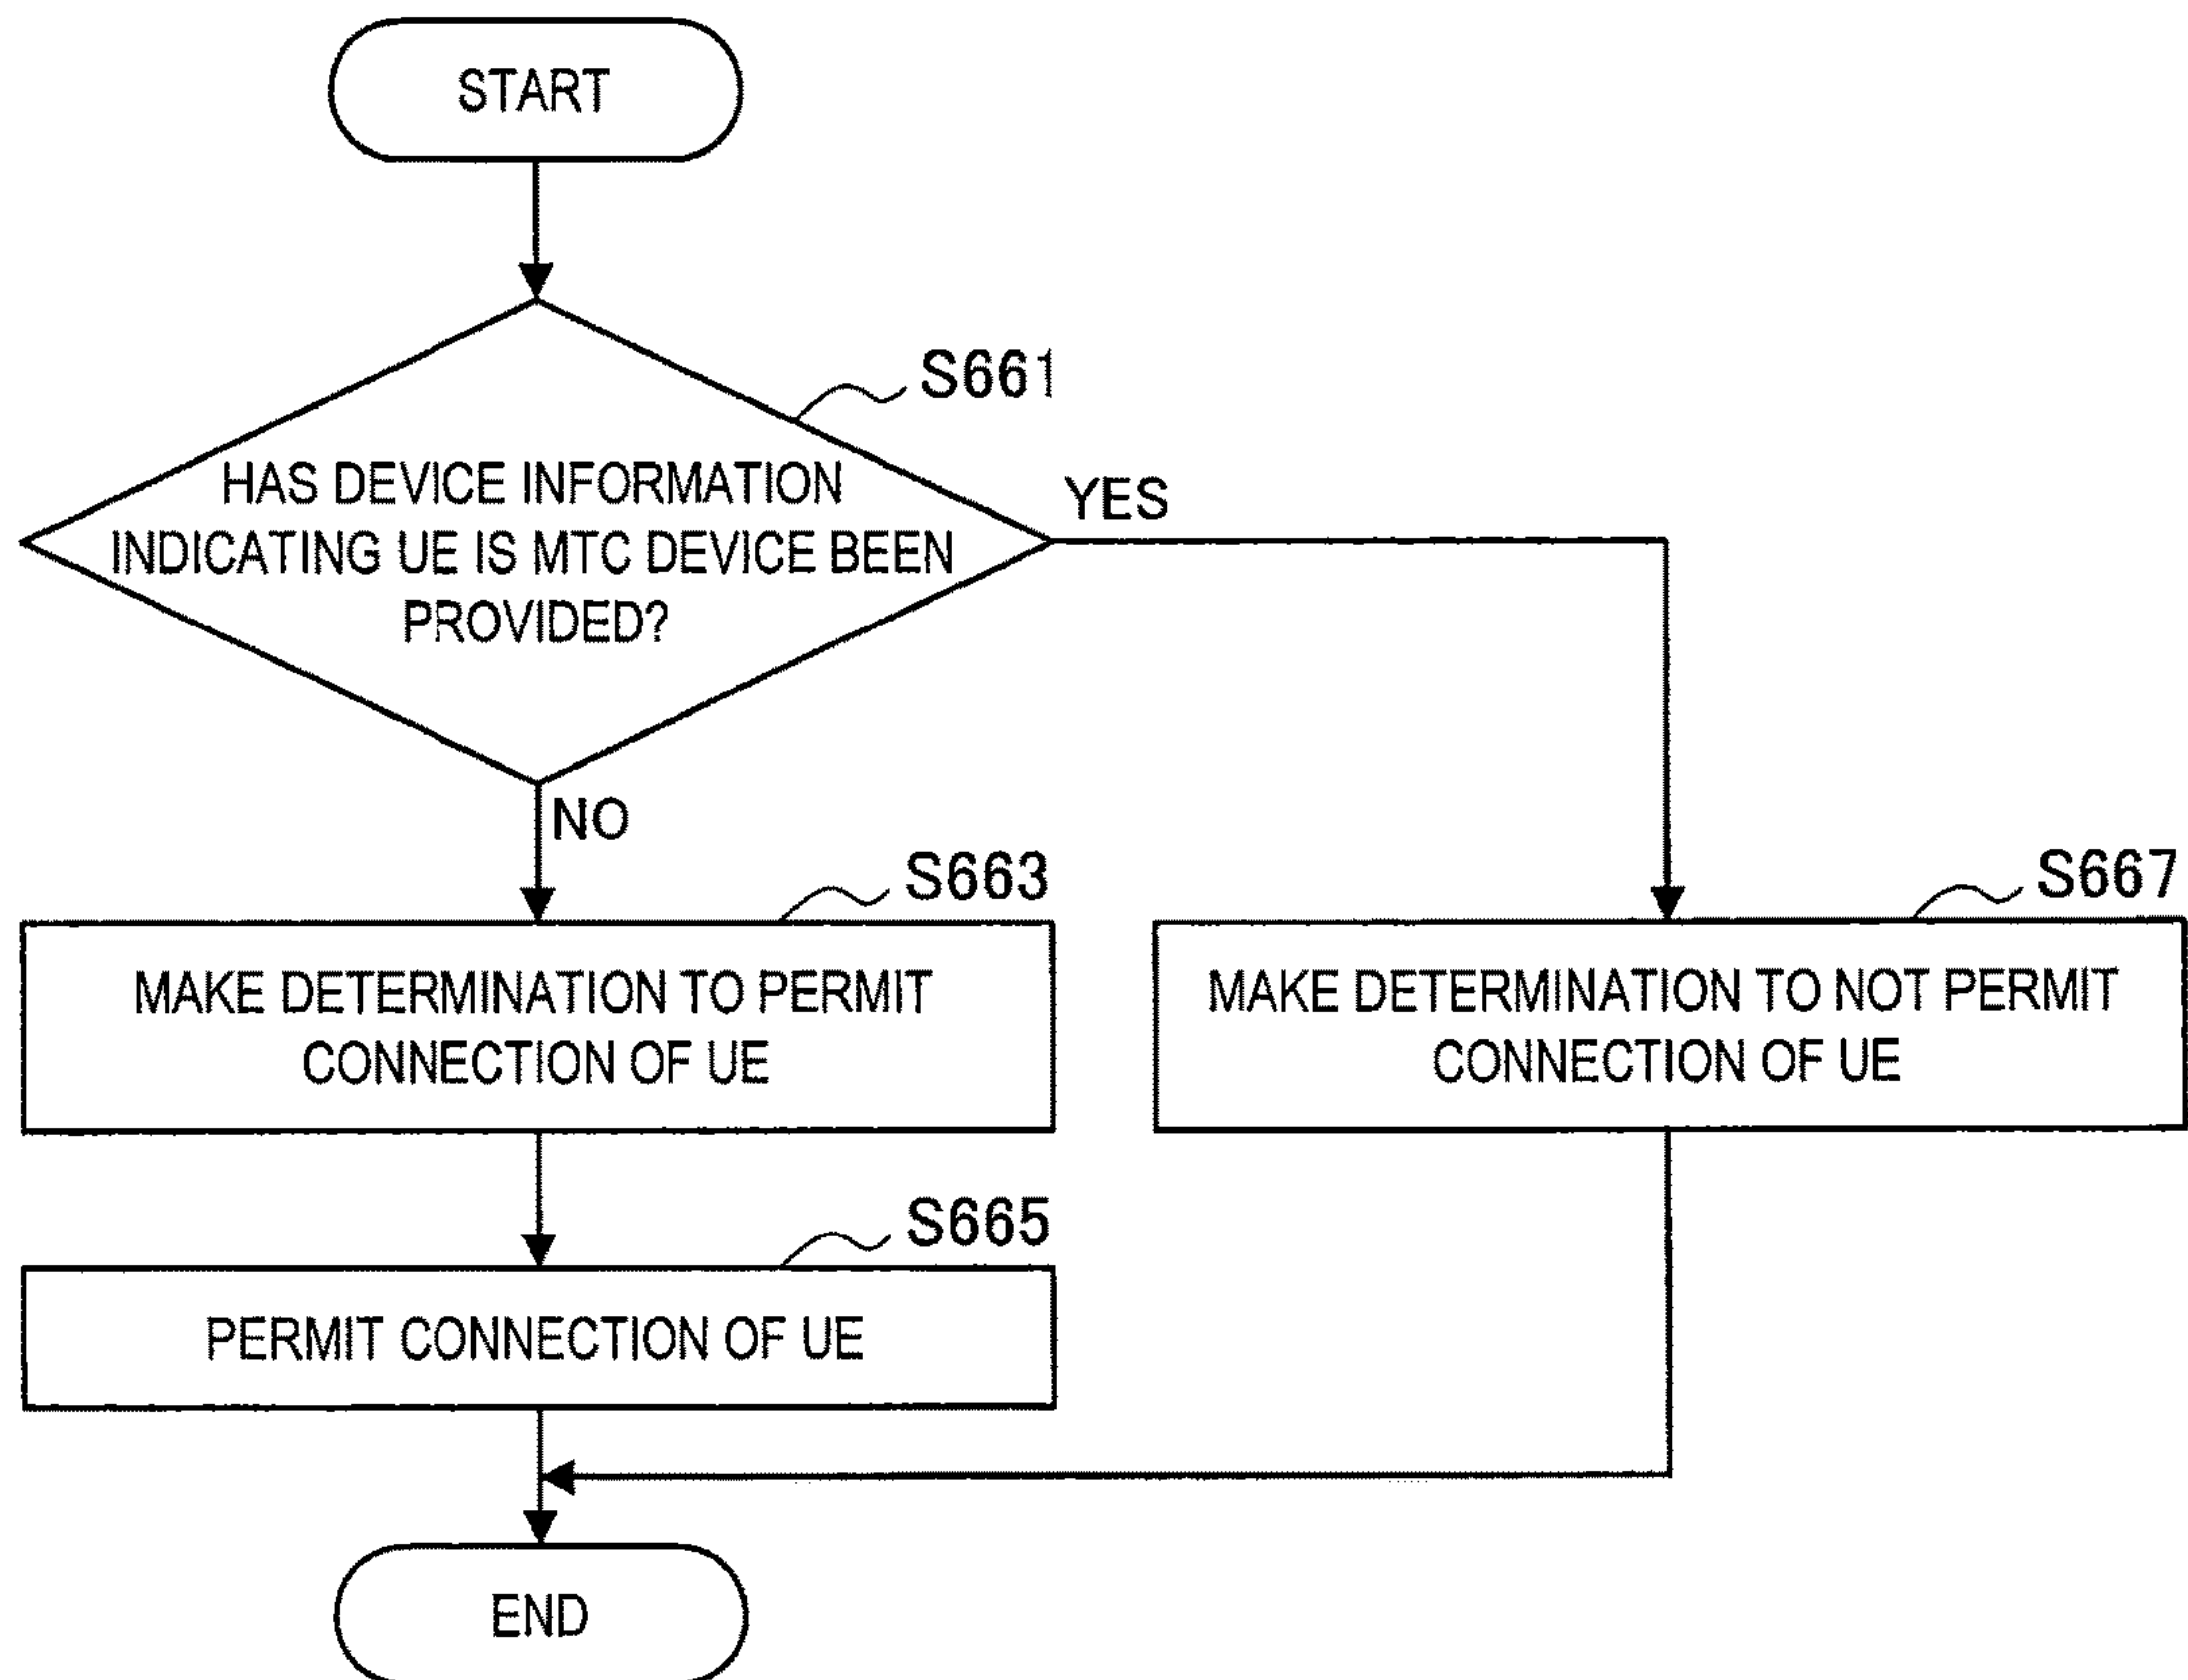 START
S661
HAS DEVICE INFORMATION
INDICATING UE IS MTC DEVICE BEEN
PROVIDED?
YES
NO
S663
MAKE DETERMINATION TO PERMIT
CONNECTION OF UE
S667
MAKE DETERMINATION TO NOT PERMIT
CONNECTION OF UE
S665
PERMIT CONNECTION OF UE
END